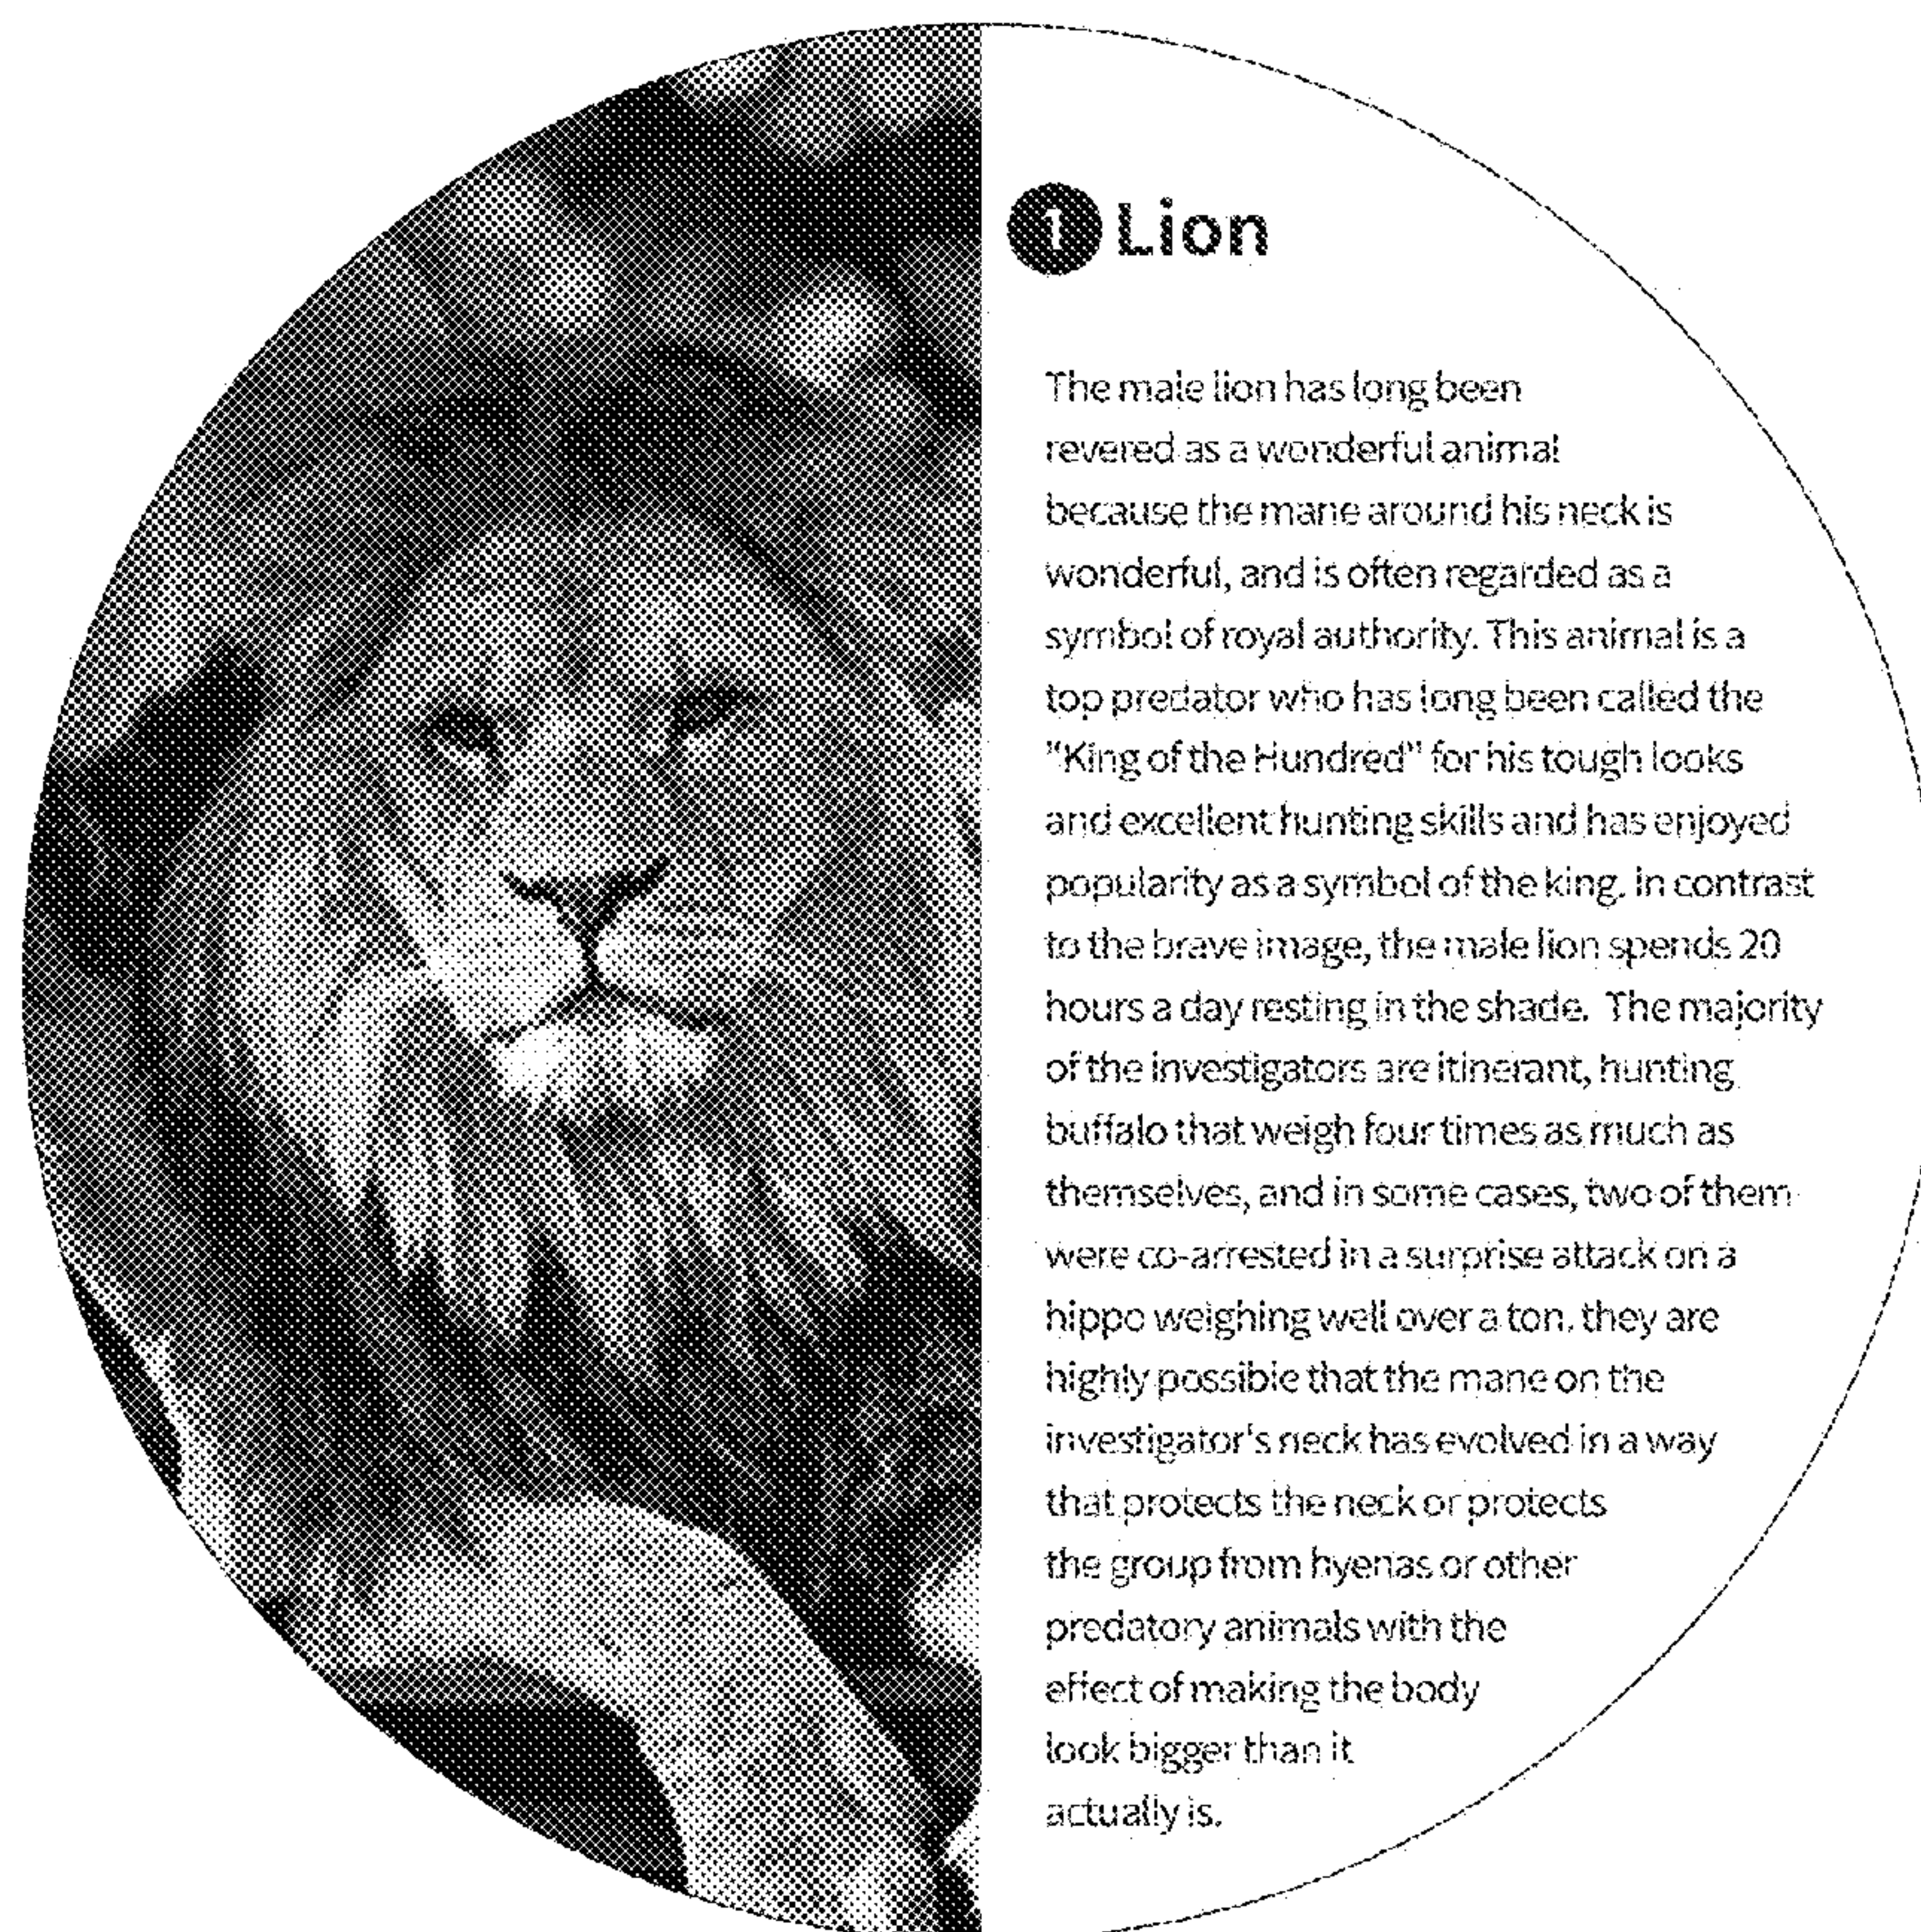 1 Lion
The male lion has long been
revered as a wonderful animal
because the mane around his neck is
wonderful, and is often regarded as a
symbol of royal authority. This animal is a
top predator who has long been called the
"King of the Hundred" for his tough looks
and excellent hunting skills and has enjoyed
popularity as a symbol of the king. In contrast
to the brave image, the male lion spends 20
hours a day resting in the shade. The majority
of the investigators are itinerant, hunting
buffalo that weigh four times as much as
themselves, and in some cases, two of them
were co-arrested in a surprise attack on a
hippo weighing well over a ton. they are
highly possible that the mane on the
investigator's neck has evolved in a way
that protects the neck or protects
the group from hyenas or other
predatory animals with the
effect of making the body
look bigger than it
actually is.